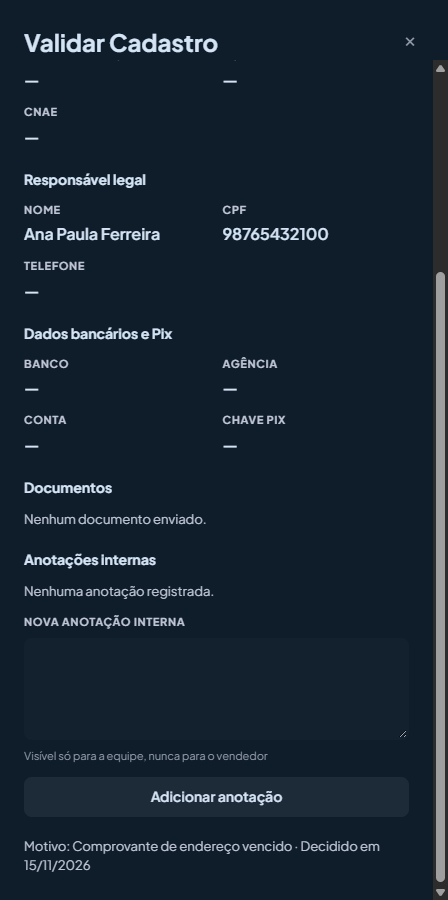 Validar Cadastro
×
— —
CNAE
—
Responsável legal
NOME CPF
Ana Paula Ferreira 98765432100
TELEFONE
—
Dados bancários e Pix
BANCO AGÊNCIA
— —
CONTA CHAVE PIX
— —
Documentos
Nenhum documento enviado.
Anotações internas
Nenhuma anotação registrada.
NOVA ANOTAÇÃO INTERNA
Visível só para a equipe, nunca para o vendedor
Adicionar anotação
Motivo: Comprovante de endereço vencido · Decidido em
15/11/2026